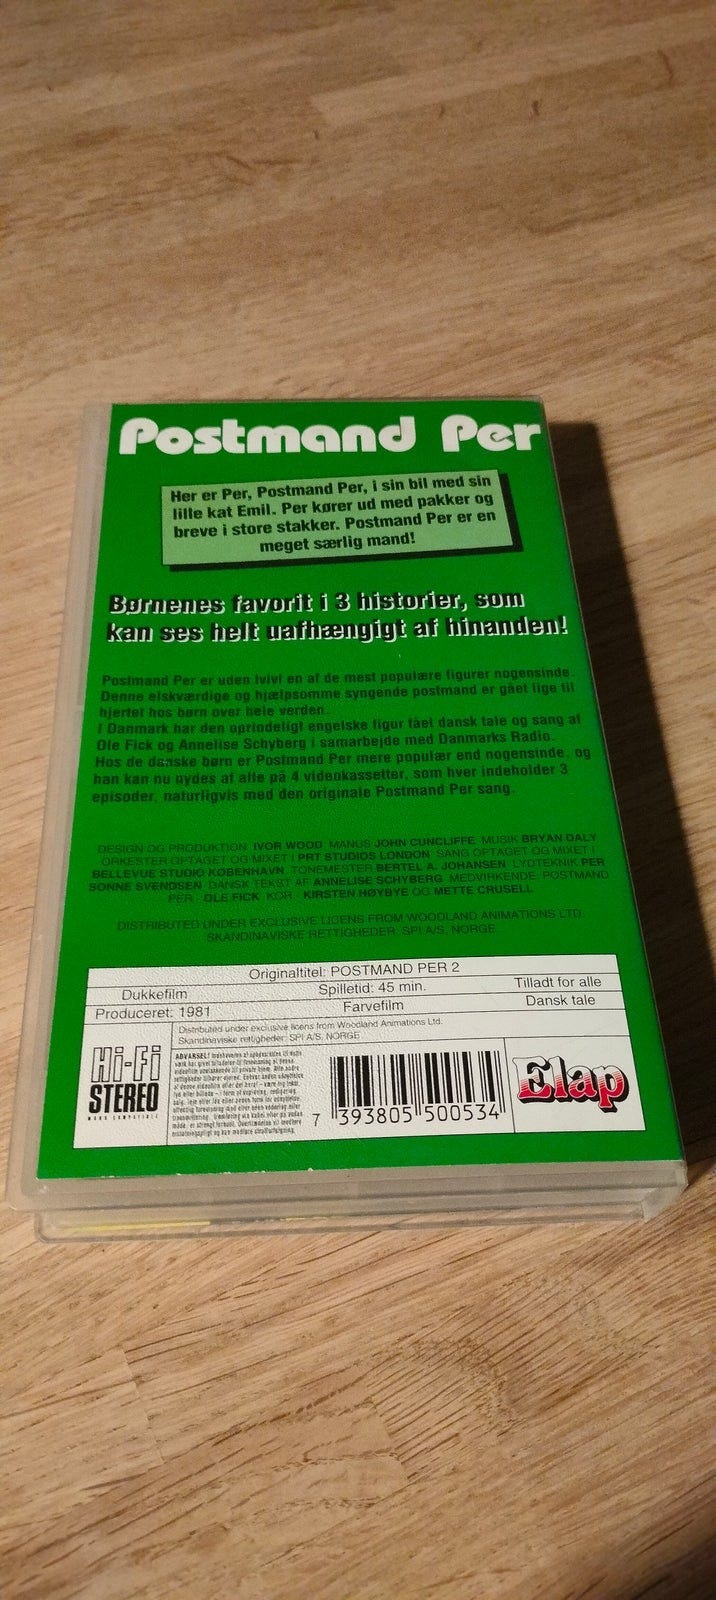 Postmand Per
Her er Per, Postmand Per, i sin bil med sin
lille kat Emil. Per kører ud med pakker og
breve i store stakker. Postmand Per er en
meget særlig mand!
Børnenes favorit i 3 historier, som
kan ses helt uafhængigt af hinanden!
Postmand Per er uden tvivl en af de mest populære figurer nogensinde.
Denne elskværdige og hjælpsomme syngende postmand er gået lige til
hjertet hos børn over hele verden.
I Danmark har den oprindeligt engelske figur fået dansk tale og sang af
Ole Fick og Annelise Schyberg i samarbejde med Danmarks Radio.
Hos de danske børn er Postmand Per mere populær end nogensinde, og
han kan nu nydes af alle på 4 videokassetter, som hver indeholder 3
episoder, naturligvis med den originale Postmand Per sang.
DESIGN OG PRODUKTION IVOR WOOD MANUS JOHN CUNCLIFFE MUSIK BRYAN DALY
ORKESTER OPTAGET OG MIXET I PRT STUDIOS LONDON SANG OPTAGET OG MIXET I
BELLEVUE STUDIO KØBENHAVN TONEMESTER BERTEL A. JOHANSEN LYDTEKNIK PER
SONNE SVENDSEN DANSK TEKST AF ANNELISE SCHYBERG MEDVIRKENDE POSTMAND
PER - OLE FICK KOR - KIRSTEN HØYBYE OG METTE CRUSELL
DISTRIBUTED UNDER EXCLUSIVE LICENS FROM WOODLAND ANIMATIONS LTD.
SKANDINAVISKE RETTIGHEDER: SPI A/S, NORGE
Originaltitel: POSTMAND PER 2
Dukkefilm Spilletid: 45 min. Tilladt for alle
Produceret: 1981 Farvefilm Dansk tale
Distributed under exclusive licens from Woodland Animations Ltd.
Skandinaviske rettigheder: SPI A/S, NORGE
Hi-Fi
STEREO
ADVARSEL!
7 393805 500534
Elap